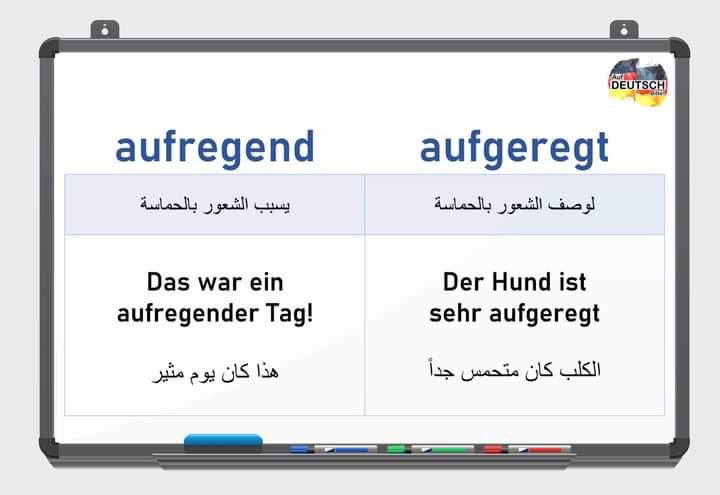 Auf
DEUTSCH
Bitte!
aufregend
aufgeregt
يسبب الشعور بالحماسة
لوصف الشعور بالحماسة
Das war ein
aufregender Tag!
هذا كان يوم مثير
Der Hund ist
sehr aufgeregt
الكلب كان متحمس جداً